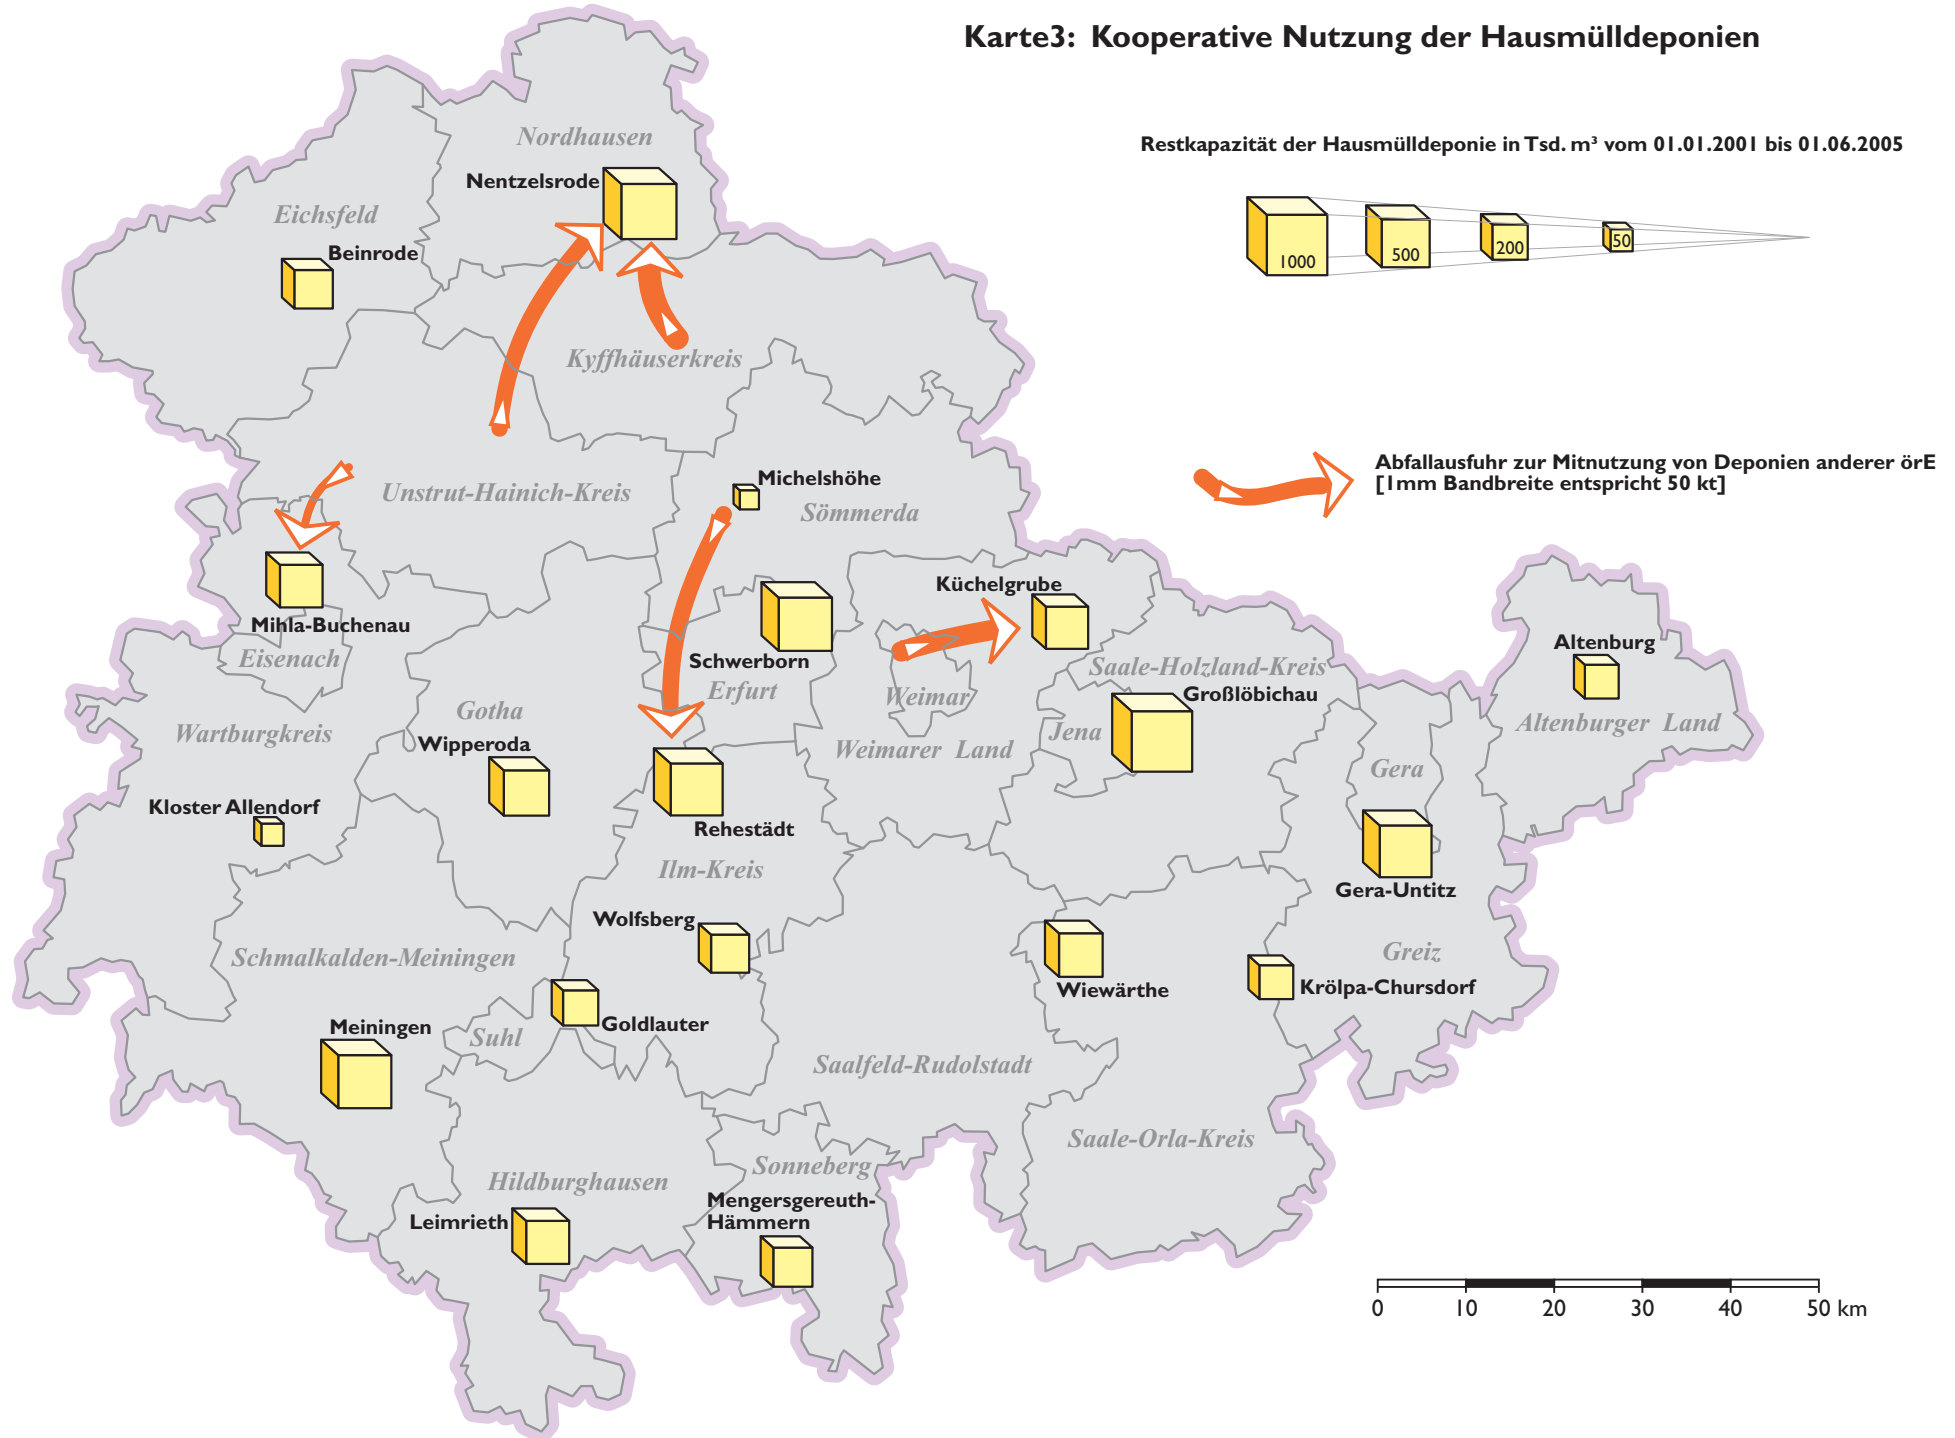 Karte3: Kooperative Nutzung der Hausmülldeponien
Restkapazität der Hausmülldeponie in Tsd. m³ vom 01.01.2001 bis 01.06.2005
1000
500
200
50
Abfallausfuhr zur Mitnutzung von Deponien anderer örE
[1mm Bandbreite entspricht 50 kt]
Nordhausen
Nentzelsrode
Eichsfeld
Beinrode
Kyffhäuserkreis
Unstrut-Hainich-Kreis
Michelshöhe
Sömmerda
Küchelgrube
Mihla-Buchenau
Eisenach
Schwerborn
Erfurt
Weimar
Saale-Holzland-Kreis
Großlöbichau
Altenburg
Altenburger Land
Wartburgkreis
Gotha
Wipperoda
Weimarer Land
Jena
Gera
Kloster Allendorf
Rehestädt
Ilm-Kreis
Gera-Untitz
Wolfsberg
Schmalkalden-Meiningen
Greiz
Wiewärthe
Krölpa-Chursdorf
Meiningen
Suhl
Goldlauter
Saalfeld-Rudolstadt
Saale-Orla-Kreis
Hildburghausen
Sonneberg
Leimrieth
Mengersgereuth-
Hämmern
0 10 20 30 40 50 km